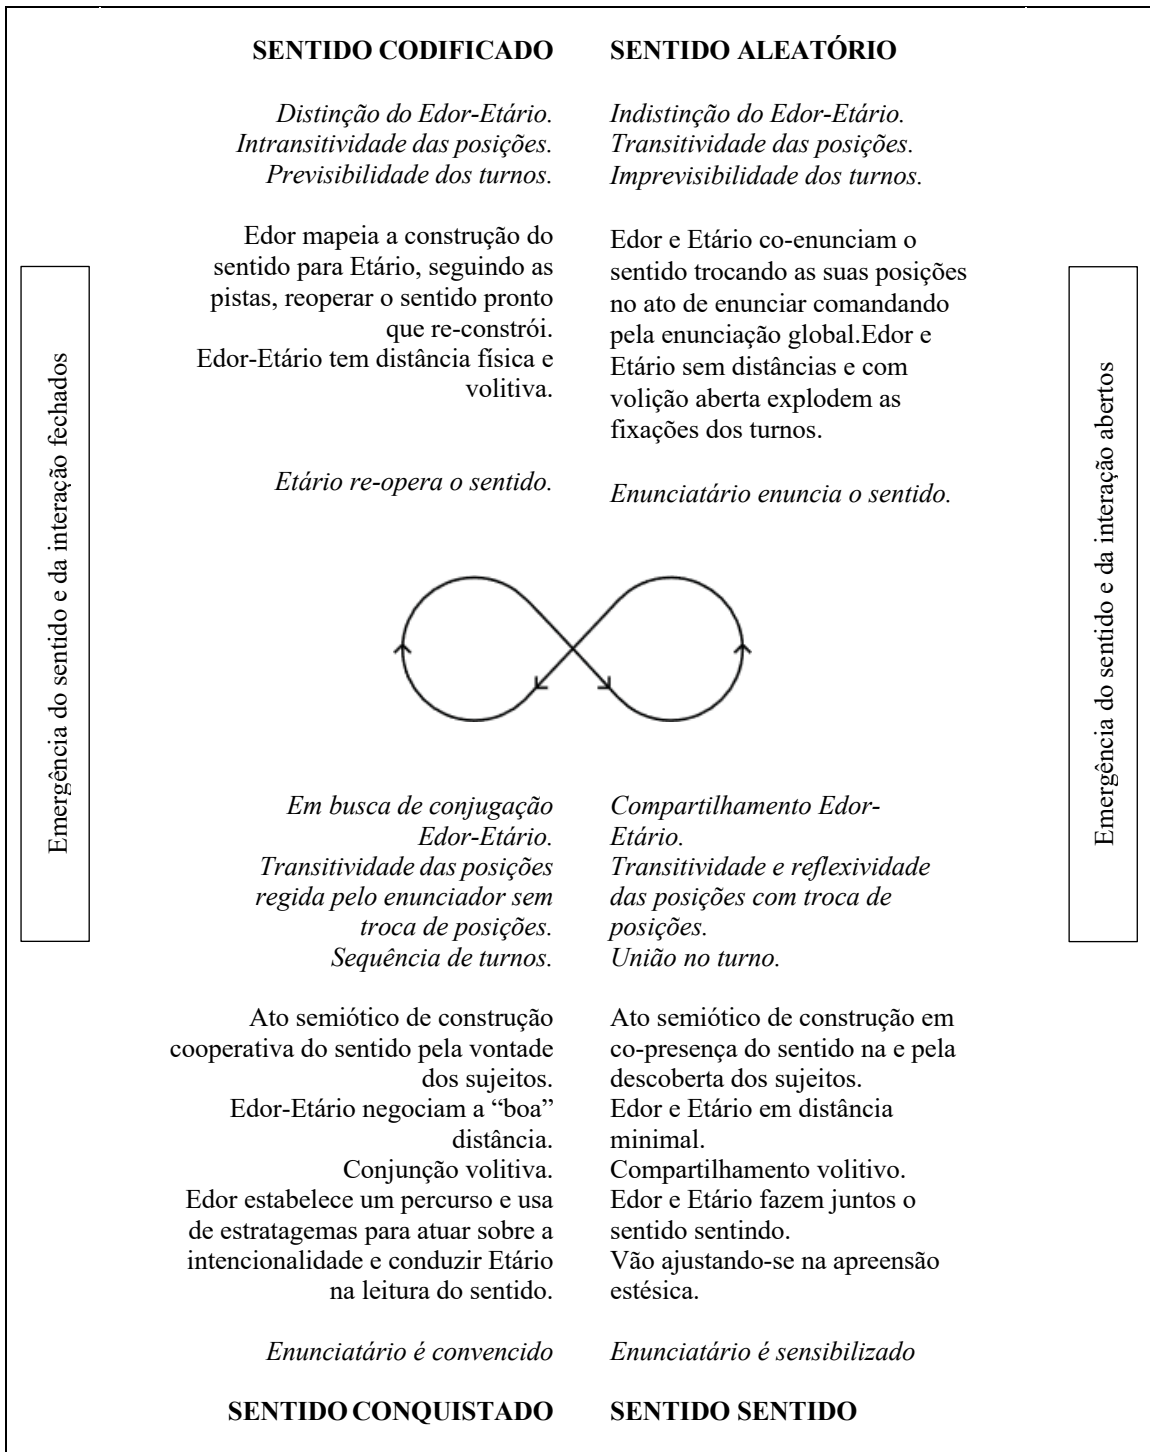 SENTIDO CODIFICADO
Distinção do Edor-Etário.
Intransitividade das posições.
Previsibilidade dos turnos.
Edor mapeia a construção do
sentido para Etário, seguindo as
pistas, reoperar o sentido pronto
que re-constrói.
Edor-Etário tem distância física e
volitiva.
Etário re-opera o sentido.
SENTIDO ALEATÓRIO
Indistinção do Edor-Etário.
Transitividade das posições.
Imprevisibilidade dos turnos.
Edor e Etário co-enunciam o
sentido trocando as suas posições
no ato de enunciar comandando
pela enunciação global.Edor e
Etário sem distâncias e com
volição aberta explodem as
fixações dos turnos.
Enunciatário enuncia o sentido.
Emergência do sentido e da interação fechados
Emergência do sentido e da interação abertos
Em busca de conjugação
Edor-Etário.
Transitividade das posições
regida pelo enunciador sem
troca de posições.
Sequência de turnos.
Ato semiótico de construção
cooperativa do sentido pela vontade
dos sujeitos.
Edor-Etário negociam a “boa”
distância.
Conjunção volitiva.
Edor estabelece um percurso e usa
de estratagemas para atuar sobre a
intencionalidade e conduzir Etário
na leitura do sentido.
Enunciatário é convencido
SENTIDO CONQUISTADO
Compartilhamento Edor-
Etário.
Transitividade e reflexividade
das posições com troca de
posições.
União no turno.
Ato semiótico de construção em
co-presença do sentido na e pela
descoberta dos sujeitos.
Edor e Etário em distância
minimal.
Compartilhamento volitivo.
Edor e Etário fazem juntos o
sentido sentindo.
Vão ajustando-se na apreensão
estésica.
Enunciatário é sensibilizado
SENTIDO SENTIDO